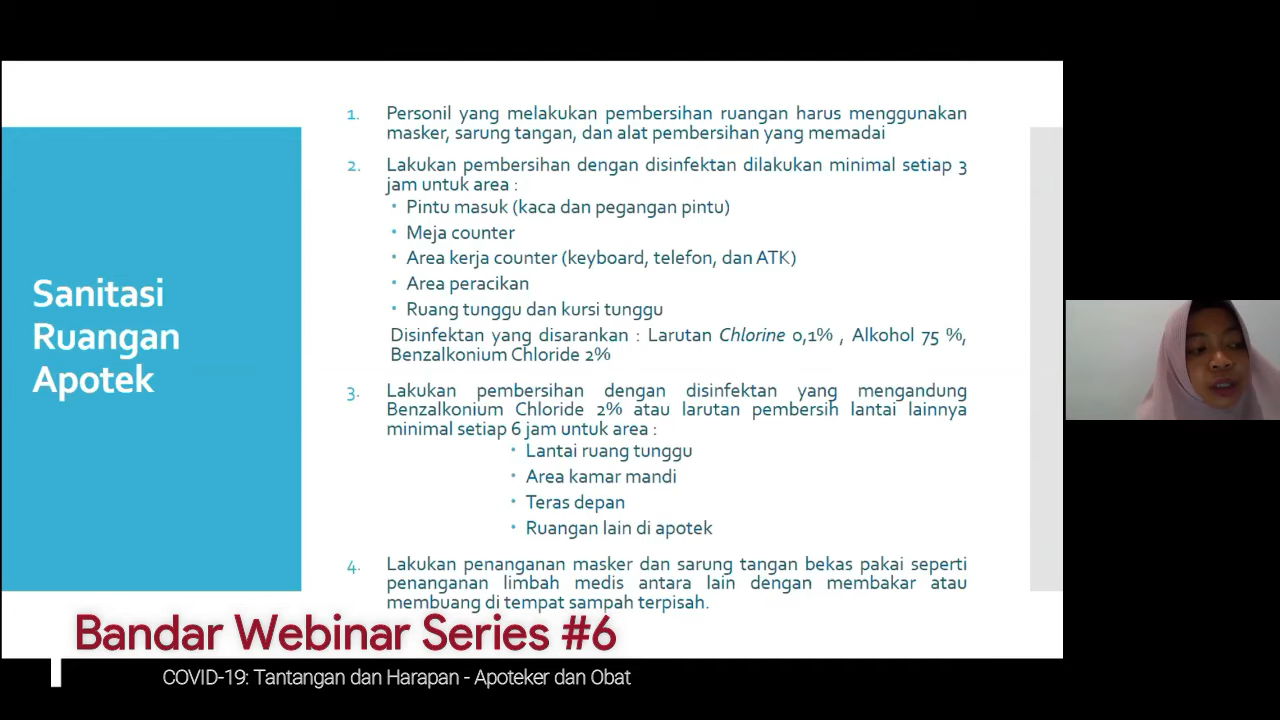 Sanitasi
Ruangan
Apotek
1. Personil yang melakukan pembersihan ruangan harus menggunakan
masker, sarung tangan, dan alat pembersihan yang memadai
2. Lakukan pembersihan dengan disinfektan dilakukan minimal setiap 3
jam untuk area :
• Pintu masuk (kaca dan pegangan pintu)
• Meja counter
• Area kerja counter (keyboard, telefon, dan ATK)
• Area peracikan
• Ruang tunggu dan kursi tunggu
Disinfektan yang disarankan : Larutan Chlorine 0,1% , Alkohol 75 %,
Benzalkonium Chloride 2%
3. Lakukan pembersihan dengan disinfektan yang mengandung
Benzalkonium Chloride 2% atau larutan pembersih lantai lainnya
minimal setiap 6 jam untuk area :
• Lantai ruang tunggu
• Area kamar mandi
• Teras depan
• Ruangan lain di apotek
4. Lakukan penanganan masker dan sarung tangan bekas pakai seperti
penanganan limbah medis antara lain dengan membakar atau
membuang di tempat sampah terpisah.
Bandar Webinar Series #6
COVID-19: Tantangan dan Harapan - Apoteker dan Obat